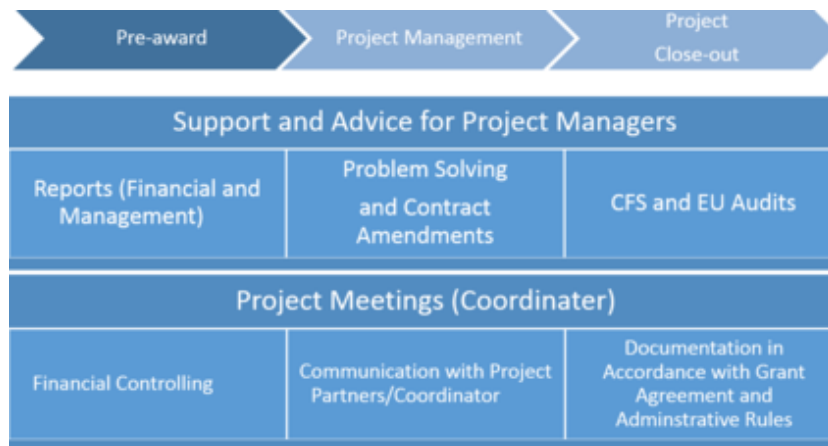 Pre-award
Project Management
Project
Close-out
Support and Advice for Project Managers
Reports (Financial and
Management)
Problem Solving
and Contract
Amendments
CFS and EU Audits
Project Meetings (Coordinater)
Financial Controlling
Communication with Project
Partners/Coordinator
Documentation in
Accordance with Grant
Agreement and
Adminstrative Rules